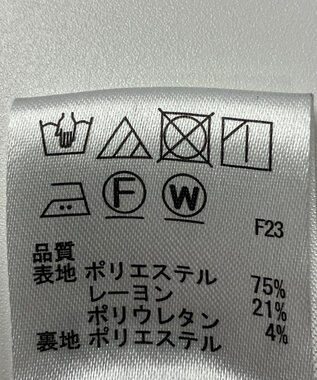 F W
F23
品質
表地 ポリエステル 75%
レーヨン 21%
ポリウレタン 4%
裏地 ポリエステル